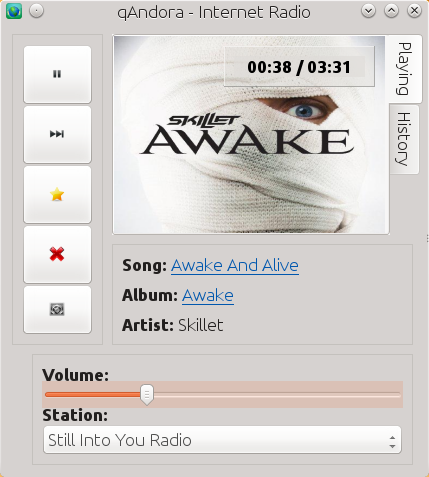 qAndora - Internet Radio
00:38 / 03:31
SKILLET
AWAKE
Playing
History
Song: Awake And Alive
Album: Awake
Artist: Skillet
Volume:
Station:
Still Into You Radio